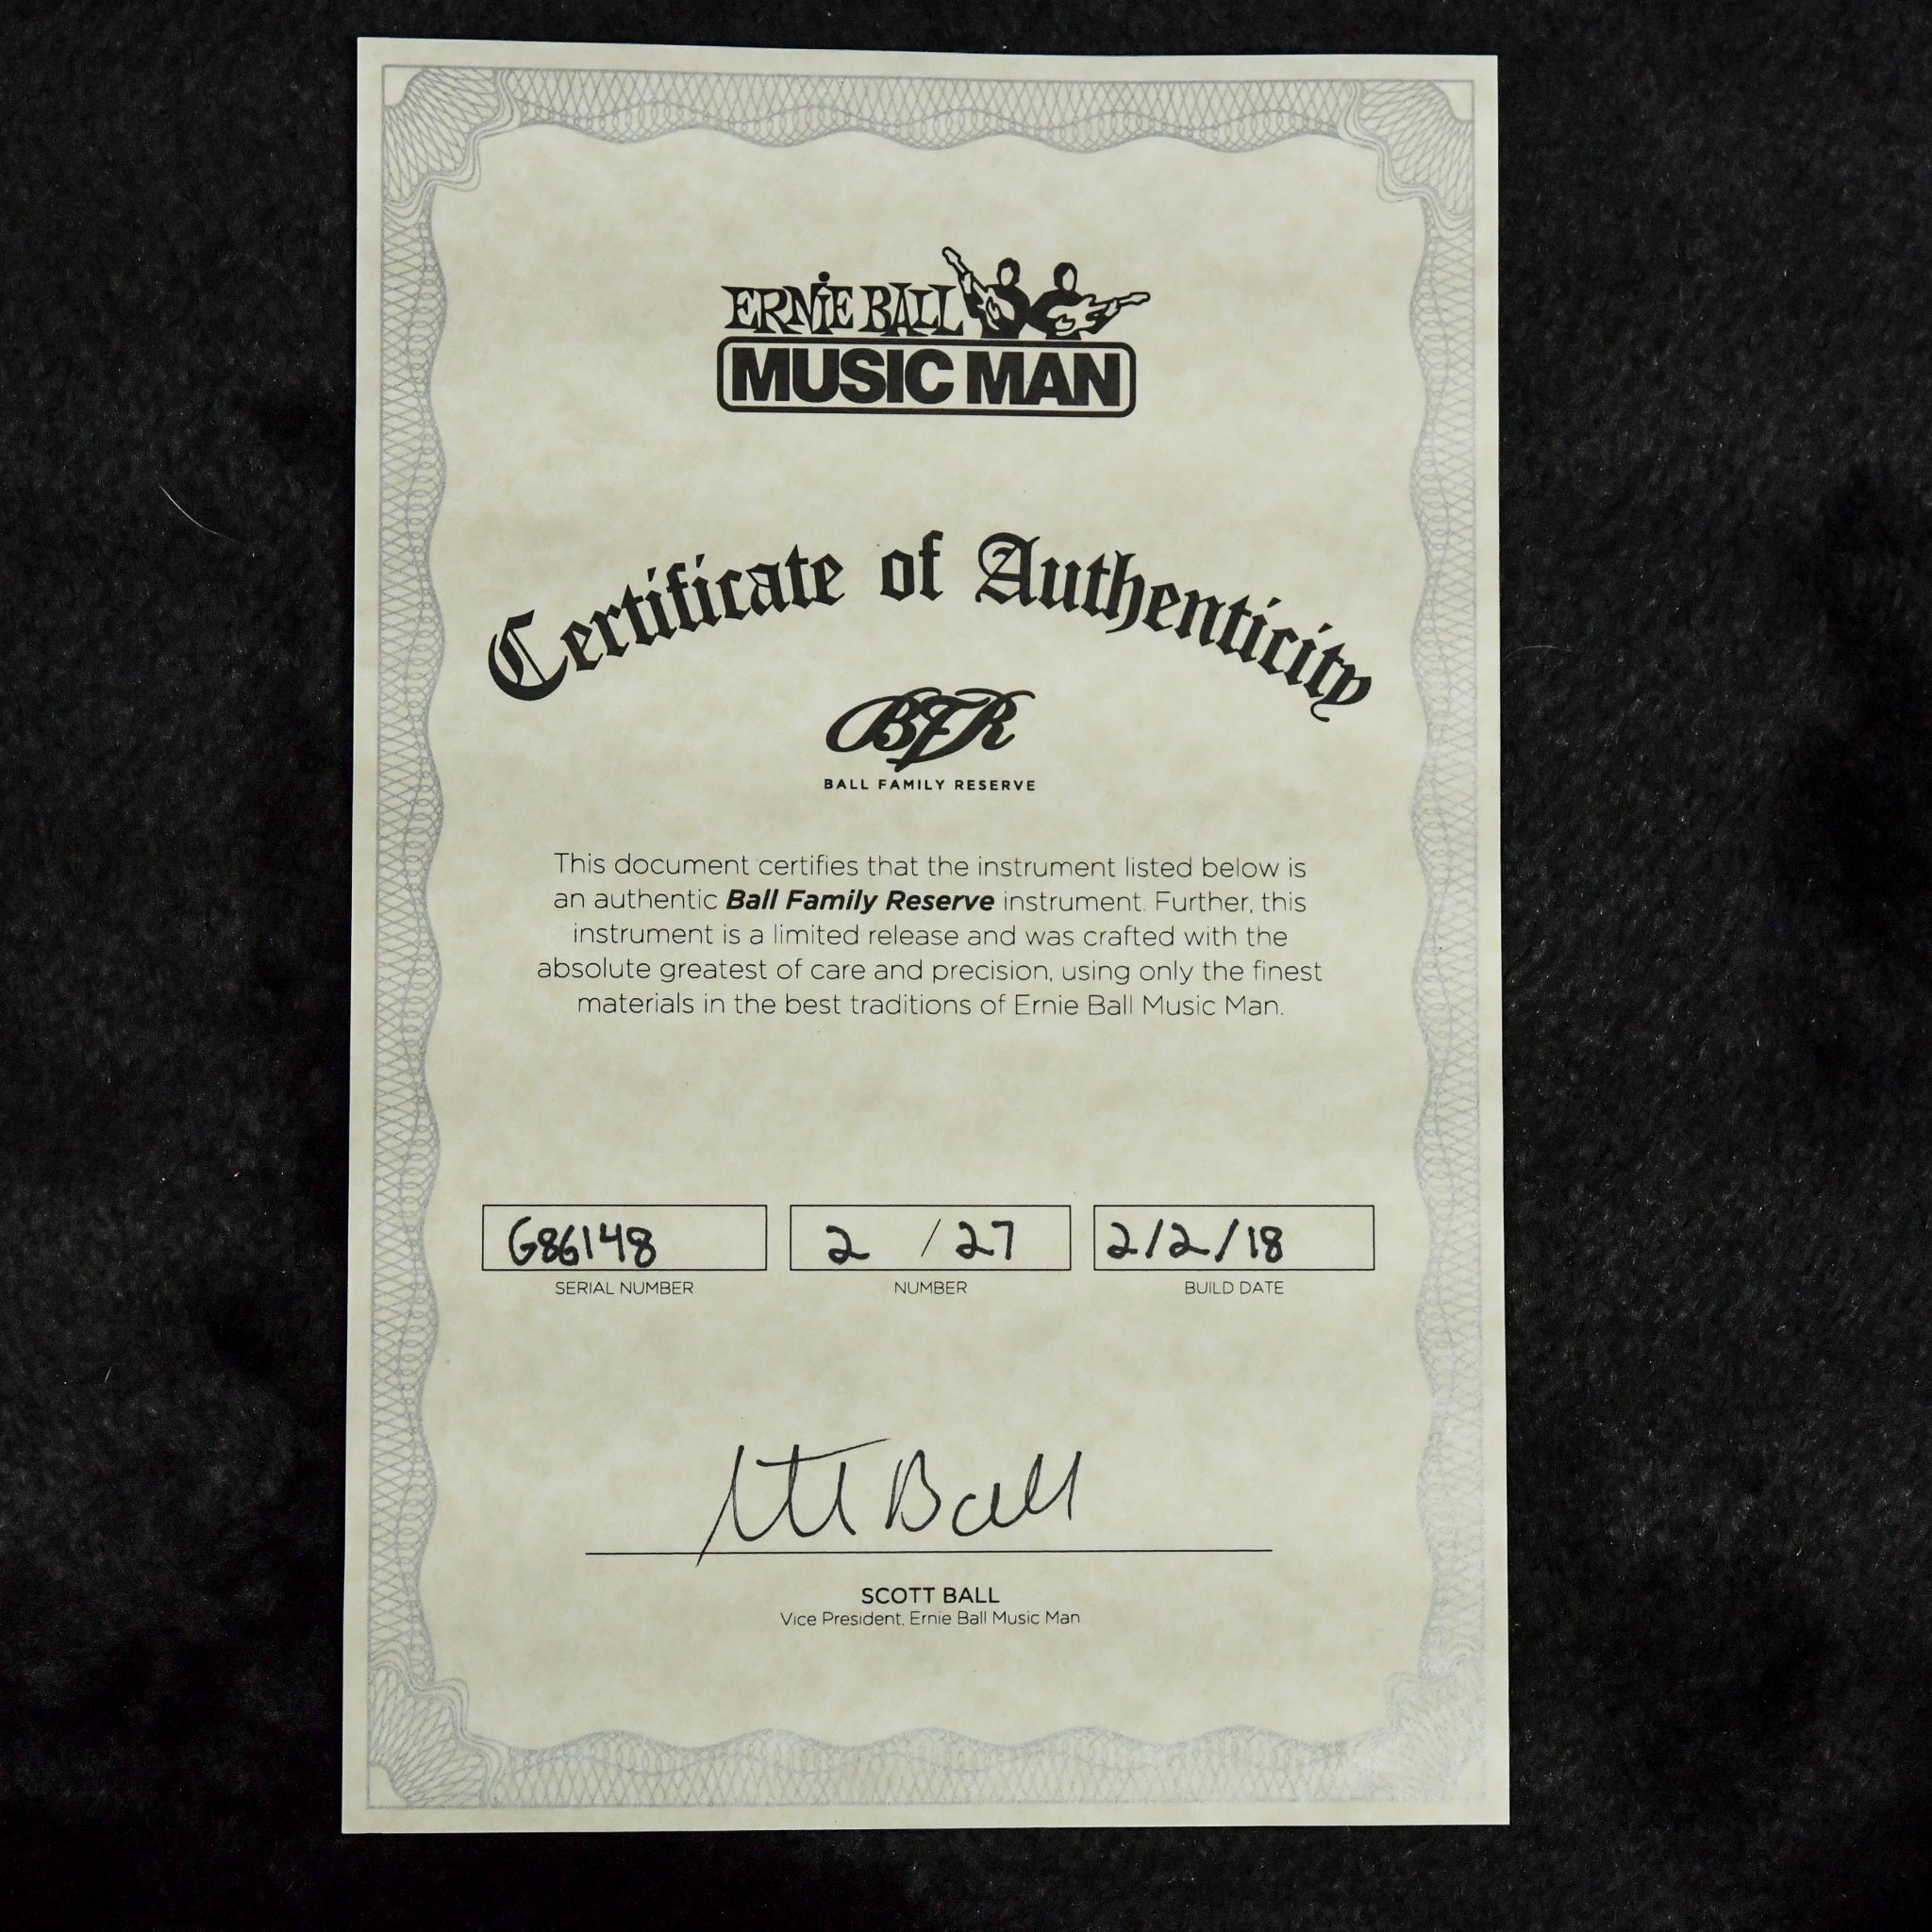 ERNIE BALL
MUSIC MAN
Certificate of Authenticity
BFR
BALL FAMILY RESERVE
This document certifies that the instrument listed below is
an authentic Ball Family Reserve instrument. Further, this
instrument is a limited release and was crafted with the
absolute greatest of care and precision, using only the finest
materials in the best traditions of Ernie Ball Music Man.
G86148 2 / 27 2/2/18
SERIAL NUMBER NUMBER BUILD DATE
Ball
SCOTT BALL
Vice President, Ernie Ball Music Man